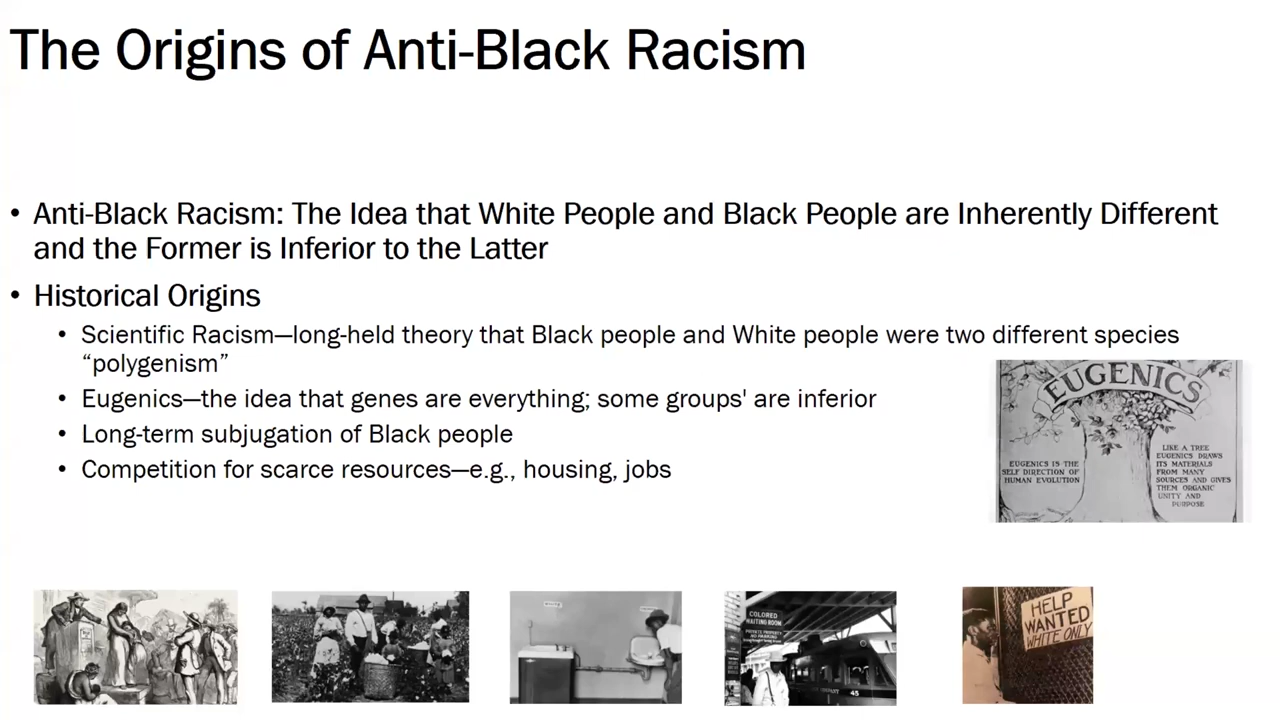 The Origins of Anti-Black Racism
• Anti-Black Racism: The Idea that White People and Black People are Inherently Different
and the Former is Inferior to the Latter
• Historical Origins
• Scientific Racism—long-held theory that Black people and White people were two different species
“polygenism”
• Eugenics—the idea that genes are everything; some groups' are inferior
• Long-term subjugation of Black people
• Competition for scarce resources—e.g., housing, jobs
EUGENICS
EUGENICS IS THE
SELF DIRECTION OF
HUMAN EVOLUTION
LIKE A TREE
EUGENICS DRAWS
ITS MATERIALS
FROM MANY
SOURCES AND GIVES
THEM ORGANIC
UNITY AND
PURPOSE
COLORED
WAITING ROOM
PRIVATE PROPERTY
NO PARKING
45
HELP
WANTED
WHITE ONLY